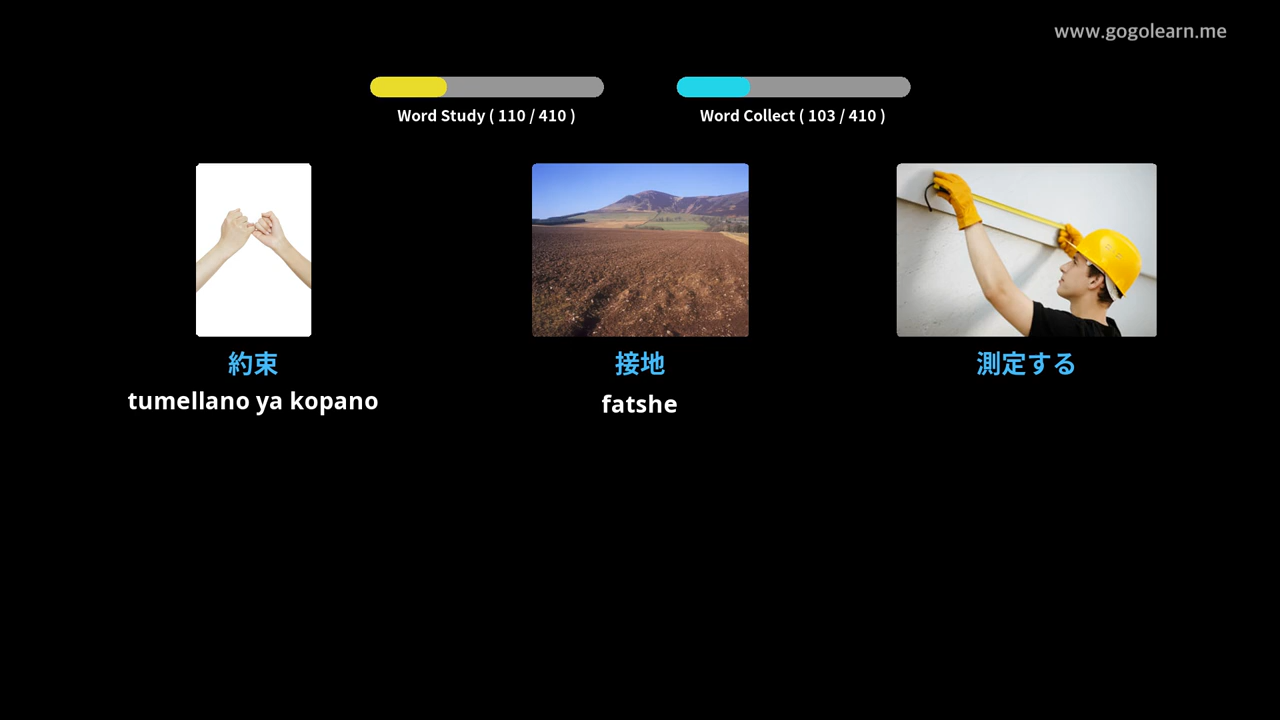 www.gogolearn.me
Word Study ( 110 / 410 )
Word Collect ( 103 / 410 )
約束
接地
測定する
tumellano ya kopano
fatshe